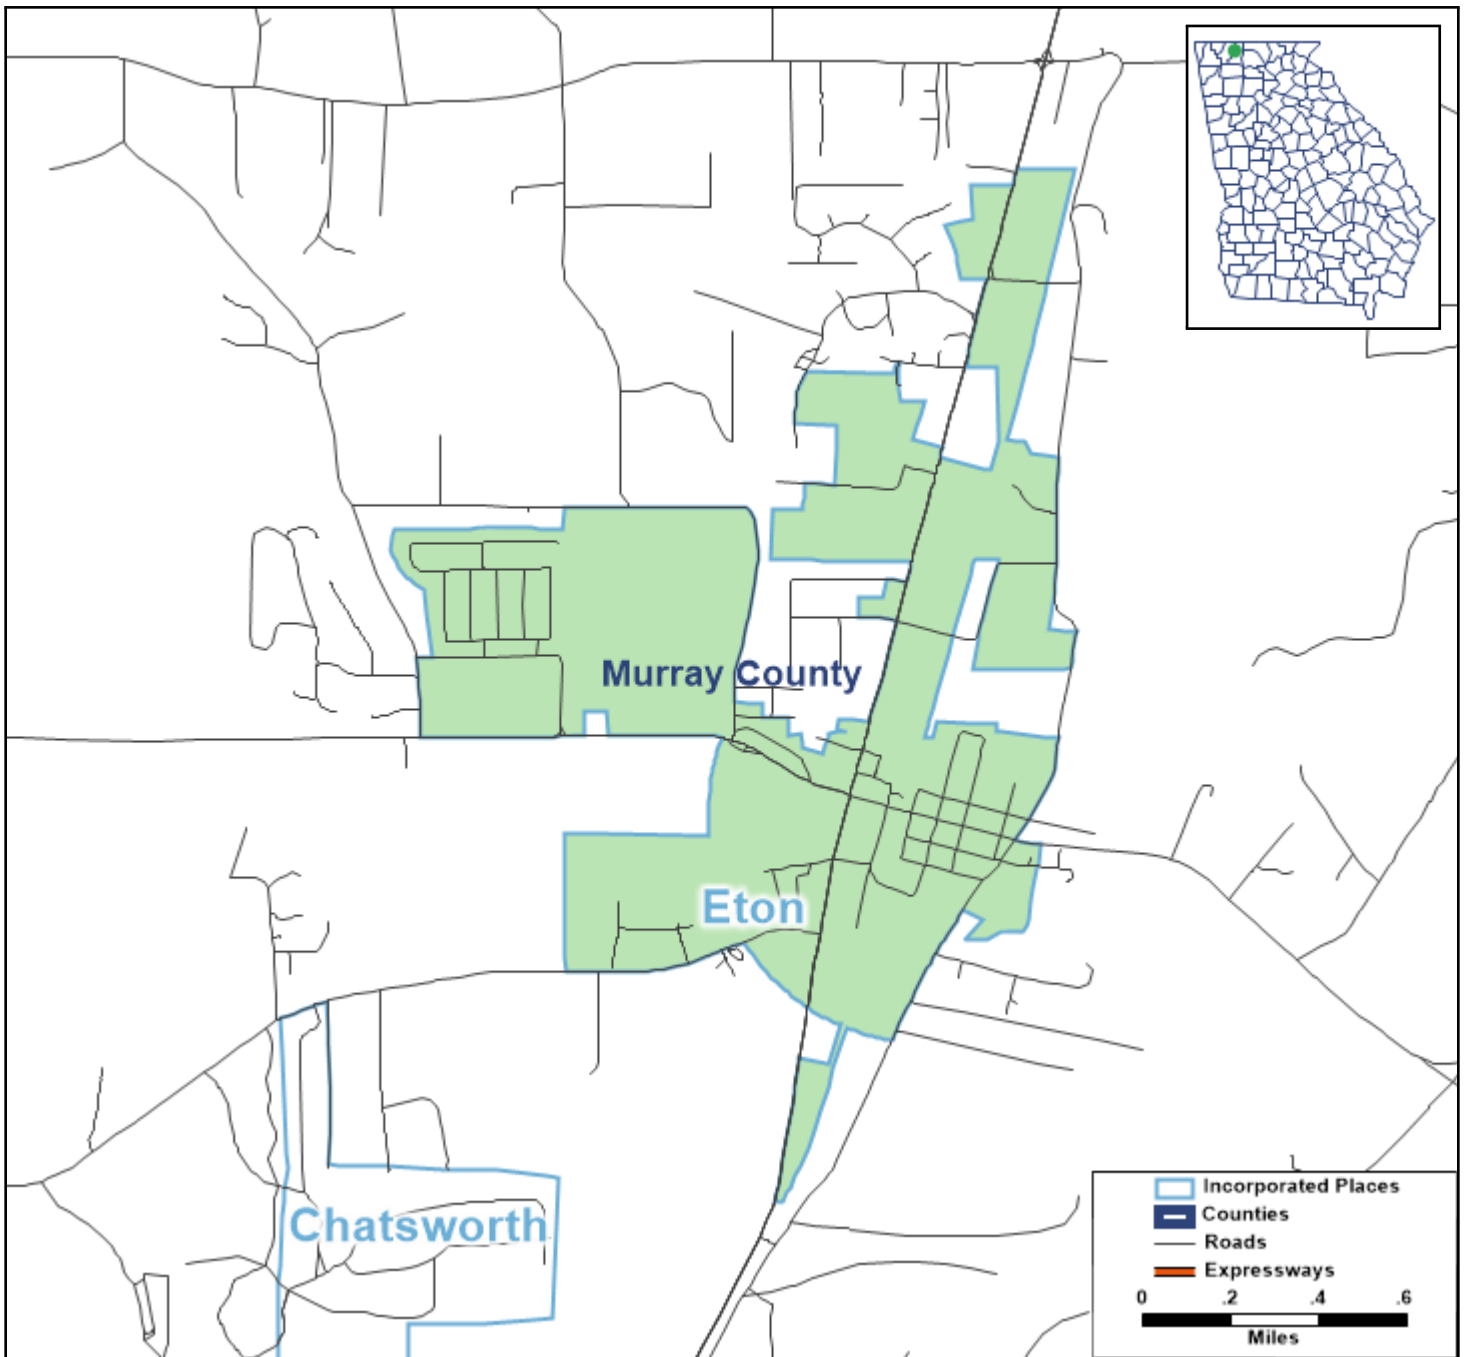 Murray County
Eton
Chatsworth
Incorporated Places
Counties
Roads
Expressways
0 .2 .4 .6
Miles